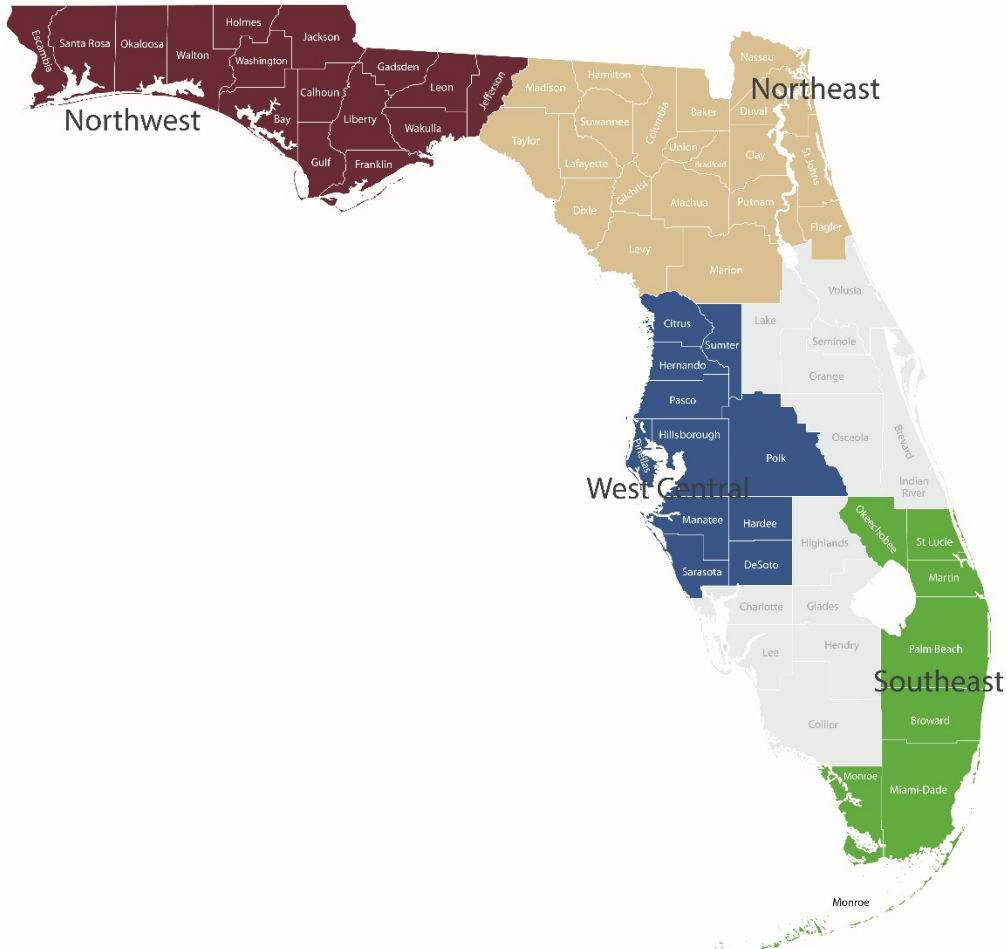 Holmes
Jackson
Escambia
Santa Rosa
Okaloosa
Walton
Washington
Gadsden
Leon
Jefferson
Calhoun
Liberty
Wakulla
Bay
Gulf
Franklin
Northwest
Nassau
Northeast
Madison
Hamilton
Columbia
Baker
Duval
Taylor
Suwannee
Union
Bradford
Clay
St Johns
Lafayette
Gilchrist
Alachua
Putnam
Dixie
Flagler
Levy
Marion
Volusia
Citrus
Sumter
Lake
Seminole
Hernando
Orange
Pasco
Hillsborough
Pinellas
Polk
Osceola
Brevard
West Central
Indian
River
Manatee
Hardee
Highlands
Okeechobee
St Lucie
Sarasota
DeSoto
Martin
Charlotte
Glades
Lee
Hendry
Palm Beach
Southeast
Collier
Broward
Monroe
Miami-Dade
Monroe